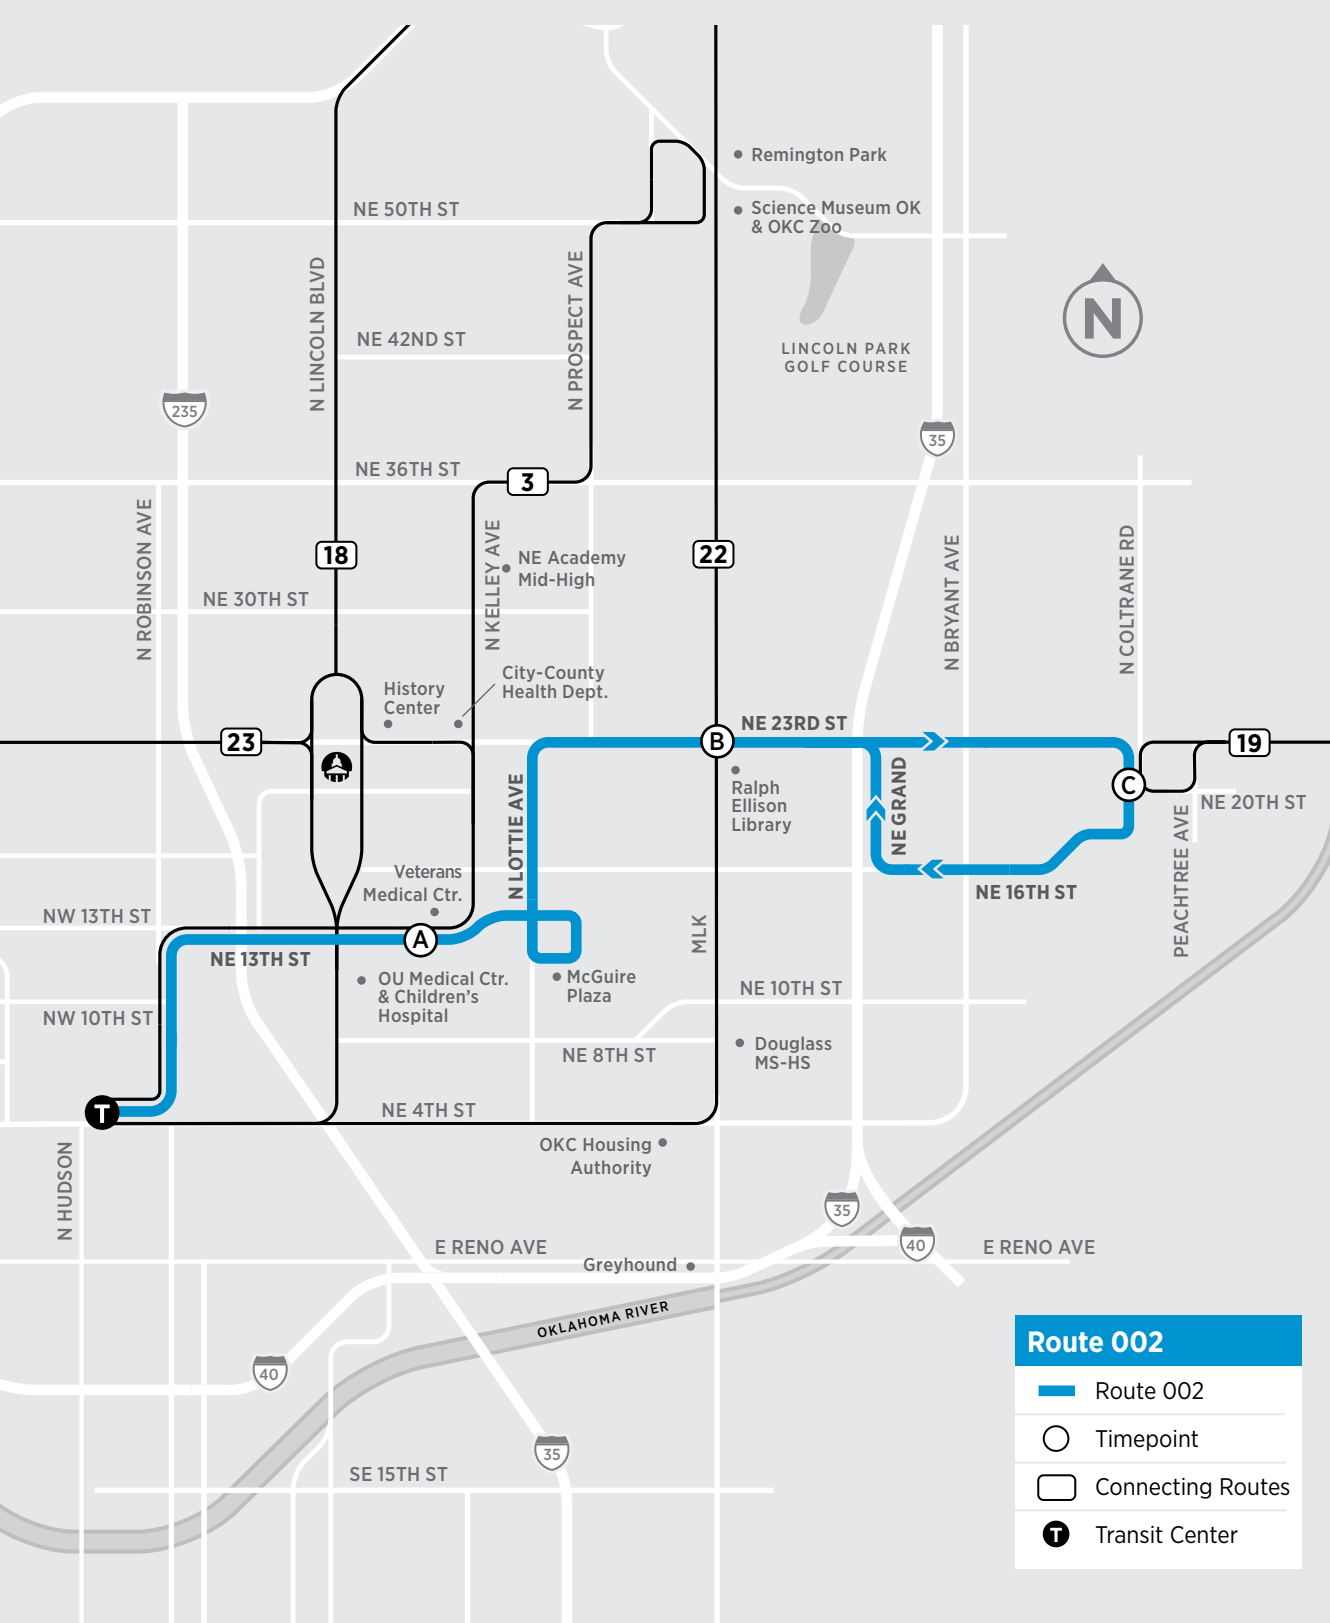 Remington Park
NE 50TH ST
Science Museum OK
& OKC Zoo
N LINCOLN BLVD
N PROSPECT AVE
N
NE 42ND ST
LINCOLN PARK
GOLF COURSE
235
35
NE 36TH ST
3
N ROBINSON AVE
18
N KELLEY AVE
NE Academy
Mid-High
22
N BRYANT AVE
N COLTRANE RD
NE 30TH ST
City-County
Health Dept.
History
Center
23
B
NE 23RD ST
19
N LOTTIE AVE
Ralph
Ellison
Library
NE GRAND
C
NE 20TH ST
PEACHTREE AVE
Veterans
Medical Ctr.
NE 16TH ST
NW 13TH ST
A
MLK
NE 13TH ST
OU Medical Ctr.
& Children’s
Hospital
McGuire
Plaza
NE 10TH ST
NW 10TH ST
NE 8TH ST
Douglass
MS-HS
T
NE 4TH ST
OKC Housing
Authority
N HUDSON
35
40
E RENO AVE
E RENO AVE
Greyhound
OKLAHOMA RIVER
40
35
SE 15TH ST
Route 002
Route 002
Timepoint
Connecting Routes
T
Transit Center